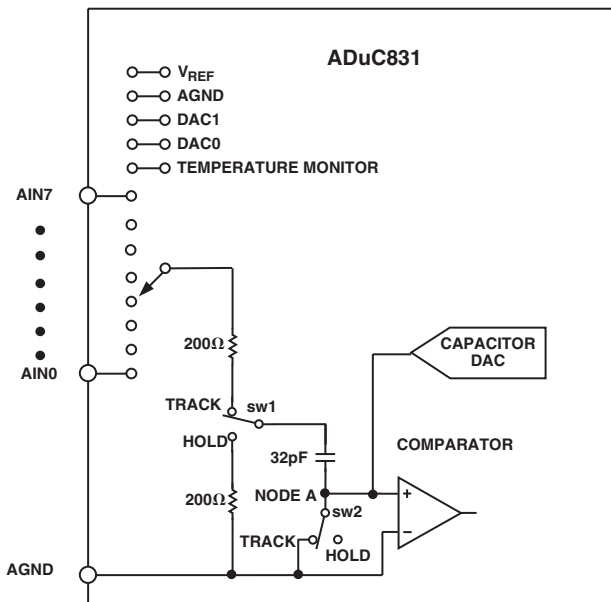 ADuC831
VREF
AGND
DAC1
DAC0
TEMPERATURE MONITOR
AIN7
200Ω
CAPACITOR
DAC
AIN0
TRACK
sw1
HOLD
COMPARATOR
32pF
200Ω
NODE A
+
sw2
–
TRACK
HOLD
AGND